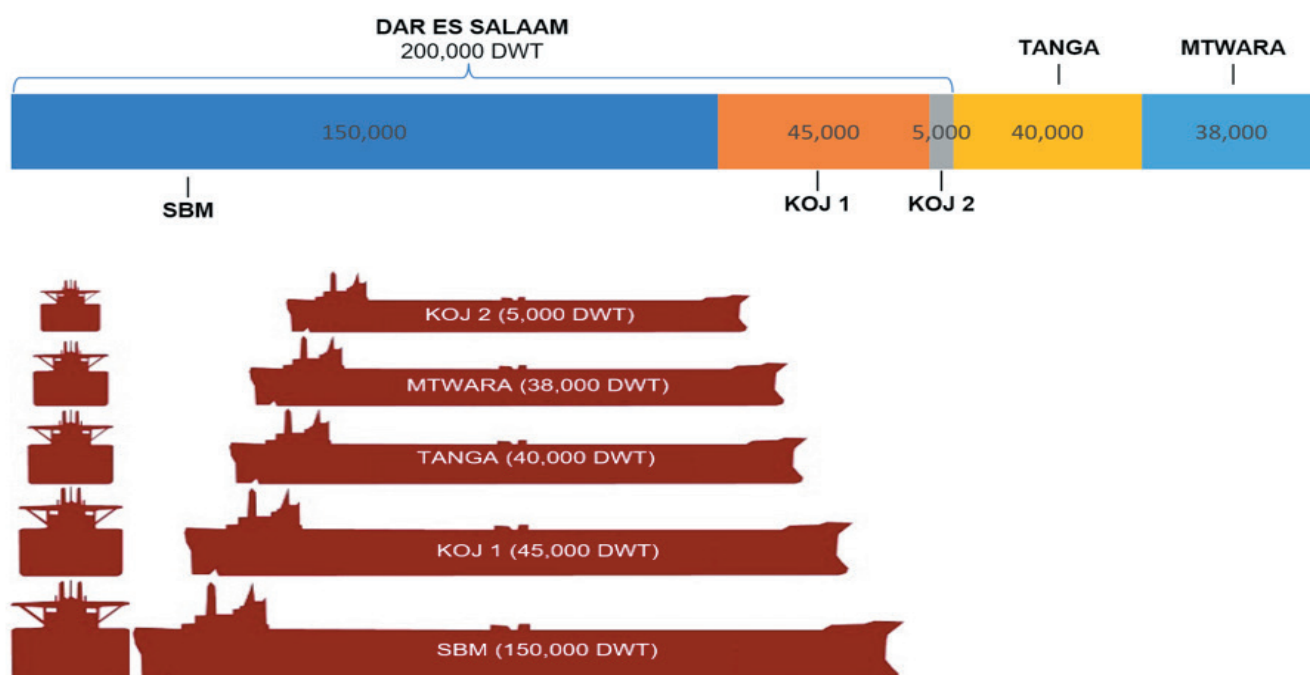 DAR ES SALAAM
200,000 DWT
TANGA
MTWARA
150,000
45,000
5,000
40,000
38,000
SBM
KOJ 1
KOJ 2
KOJ 2 (5,000 DWT)
MTWARA (38,000 DWT)
TANGA (40,000 DWT)
KOJ 1 (45,000 DWT)
SBM (150,000 DWT)